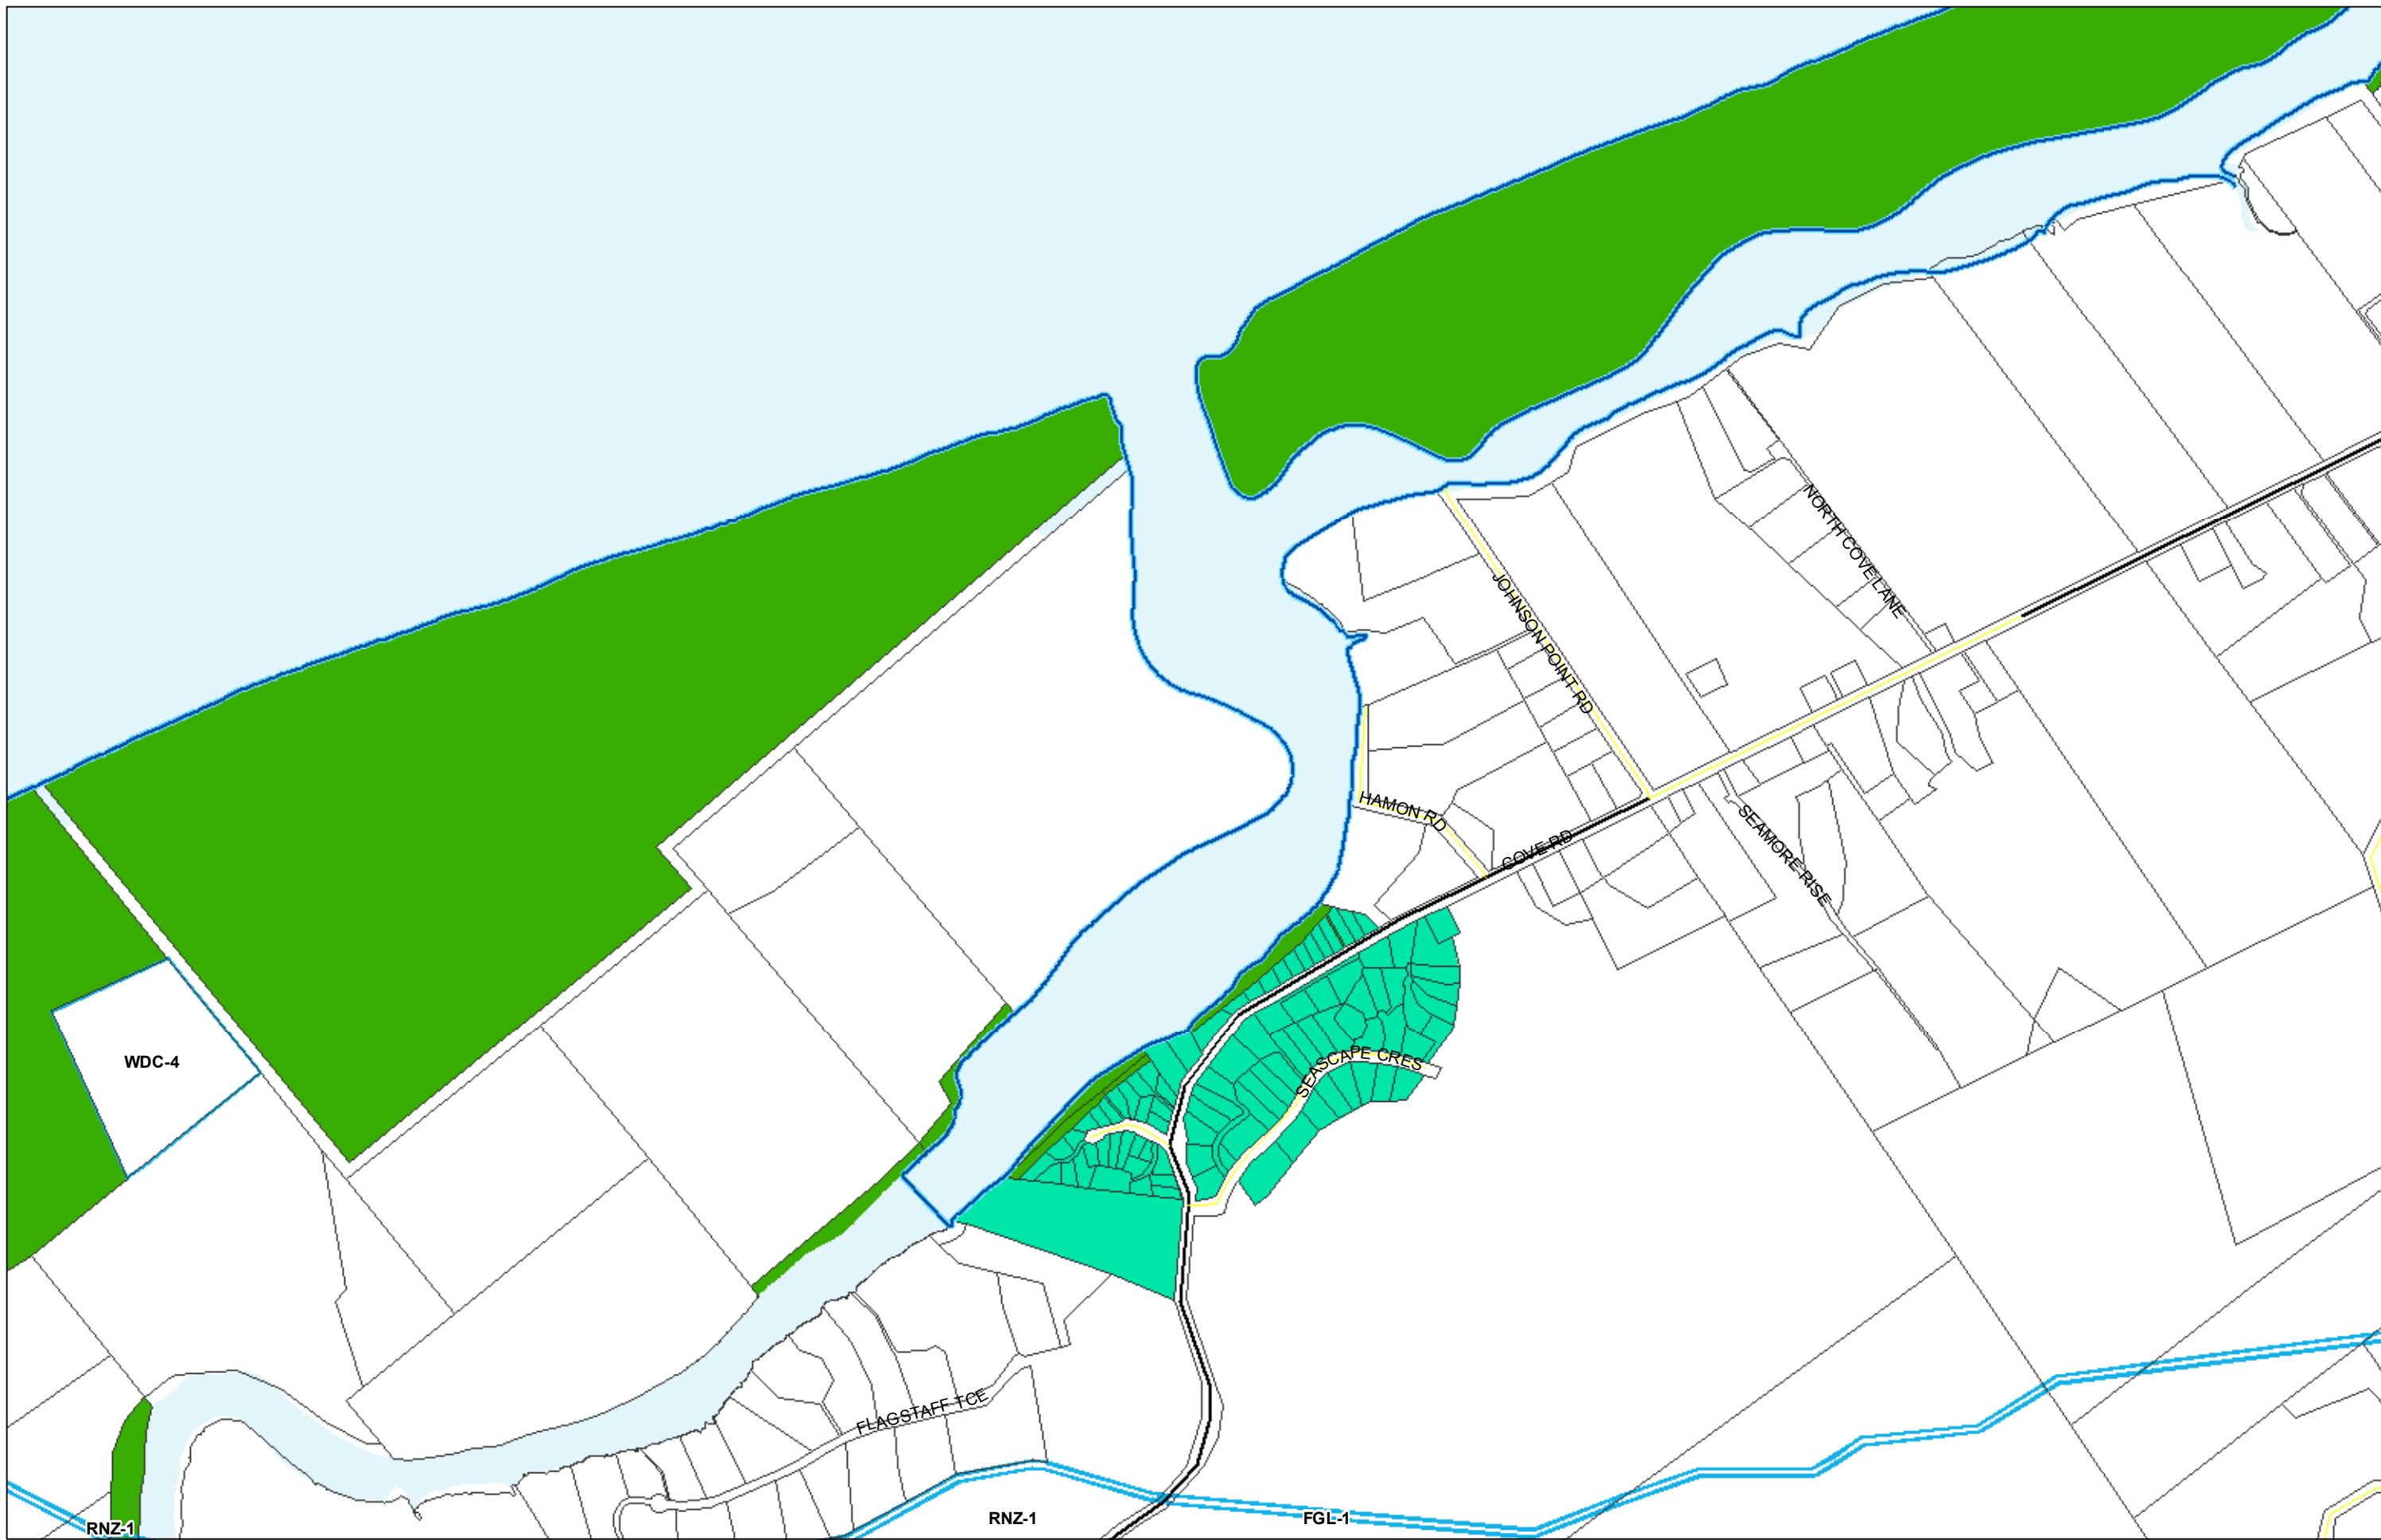 NORTH COVE LANE
JOHNSON POINT RD
HAMON RD
COVE RD
SEAMORE RISE
WDC-4
SEASCAPE CRES
FLAGSTAFF TCE
RNZ-1
RNZ-1
FGL-1